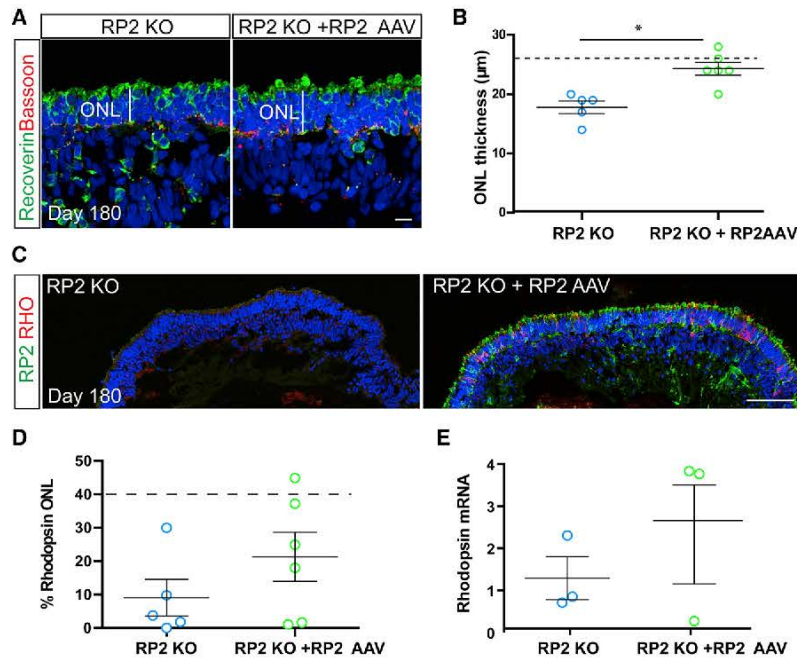 A
RP2 KO
RP2 KO +RP2 AAV
Recoverin Bassoon
ONL
ONL
Day 180
B
*
ONL thickness (µm)
30
20
10
0
RP2 KO
RP2 KO + RP2AAV
C
RP2 RHO
RP2 KO
RP2 KO + RP2 AAV
Day 180
D
% Rhodopsin ONL
50
40
30
20
10
0
RP2 KO
RP2 KO +RP2 AAV
E
Rhodopsin mRNA
4
3
2
1
0
RP2 KO
RP2 KO +RP2 AAV